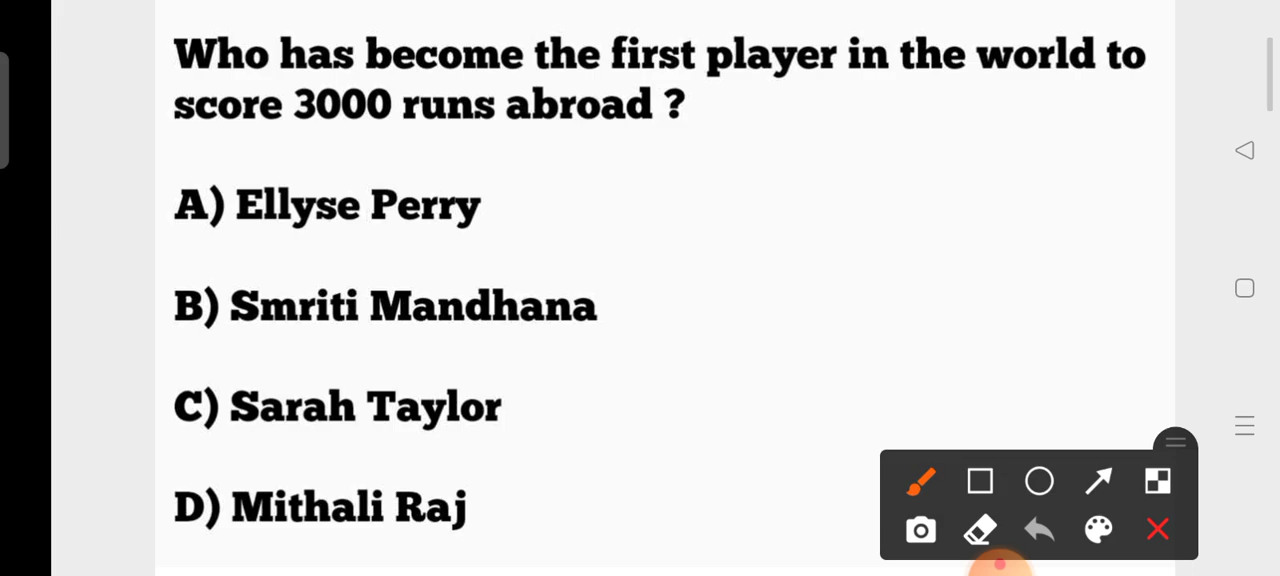 Who has become the first player in the world to
score 3000 runs abroad ?
A) Ellyse Perry
B) Smriti Mandhana
C) Sarah Taylor
D) Mithali Raj